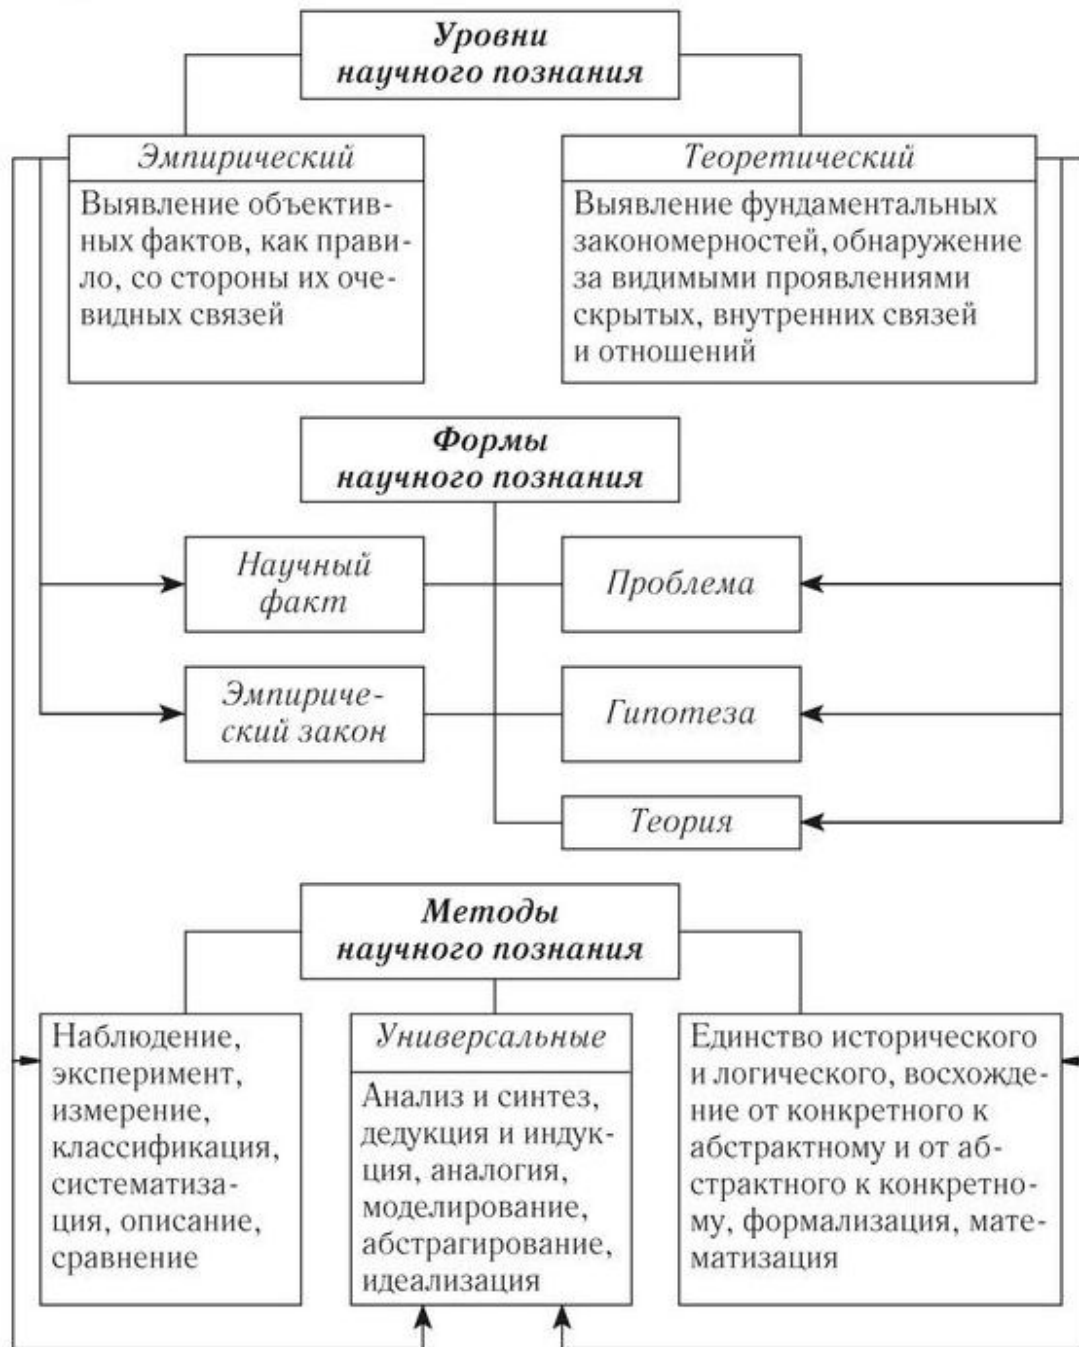 Уровни
научного познания
Эмпирический
Выявление объектив-
ных фактов, как прави-
ло, со стороны их оче-
видных связей
Теоретический
Выявление фундаментальных
закономерностей, обнаружение
за видимыми проявлениями
скрытых, внутренних связей
и отношений
Формы
научного познания
Научный
факт
Проблема
Эмпириче-
ский закон
Гипотеза
Теория
Методы
научного познания
Наблюдение,
эксперимент,
измерение,
классификация,
систематиза-
ция, описание,
сравнение
Универсальные
Анализ и синтез,
дедукция и индук-
ция, аналогия,
моделирование,
абстрагирование,
идеализация
Единство исторического
и логического, восхожде-
ние от конкретного к
абстрактному и от аб-
страктного к конкретно-
му, формализация, мате-
матизация